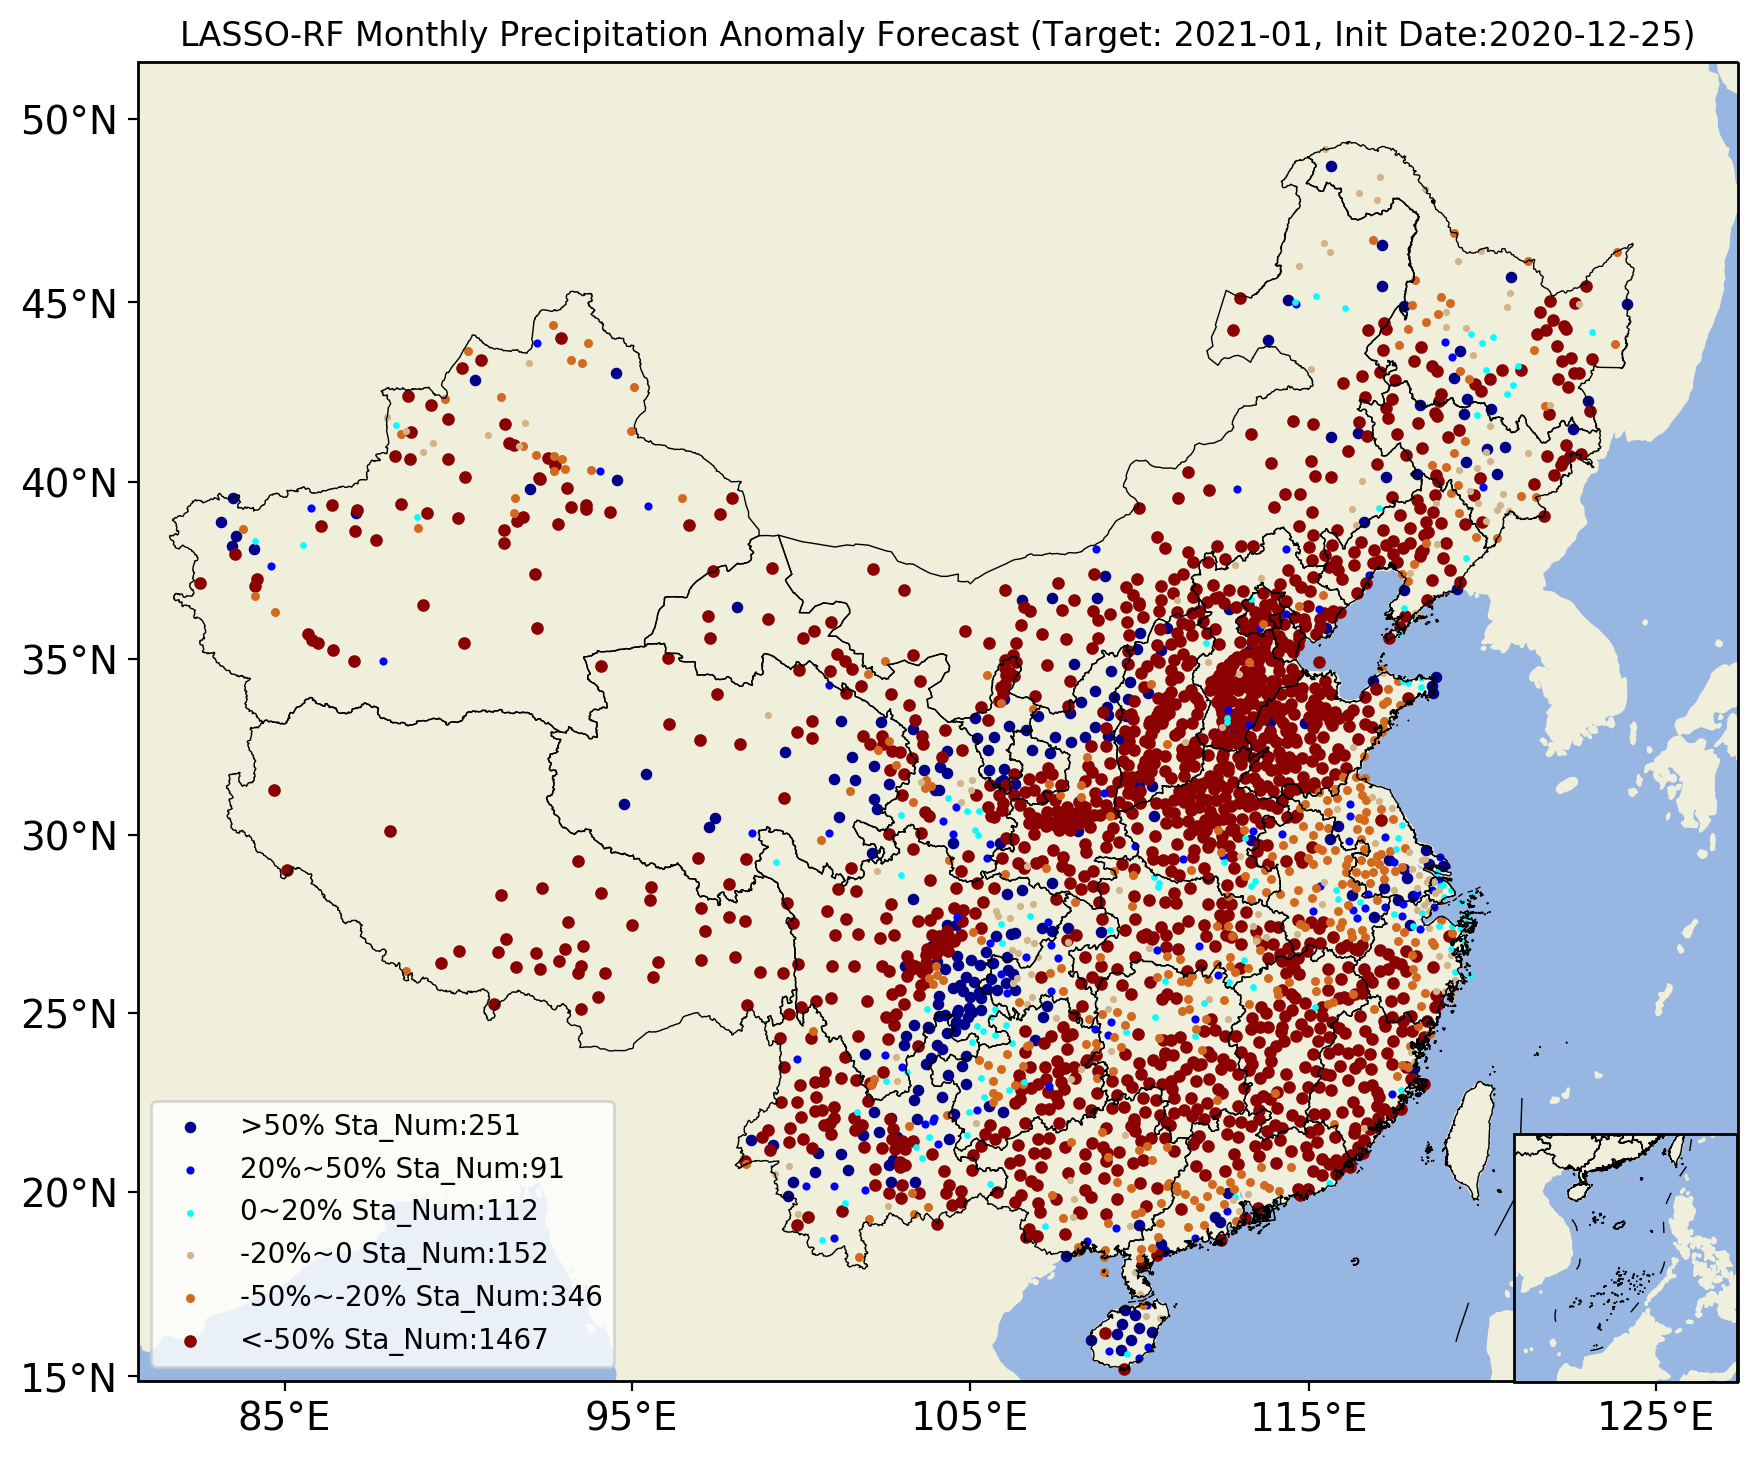 LASSO-RF Monthly Precipitation Anomaly Forecast (Target: 2021-01, Init Date:2020-12-25)
50°N
45°N
40°N
35°N
30°N
25°N
20°N
15°N
>50% Sta_Num:251
20%~50% Sta_Num:91
0~20% Sta_Num:112
-20%~0 Sta_Num:152
-50%~-20% Sta_Num:346
<-50% Sta_Num:1467
85°E
95°E
105°E
115°E
125°E